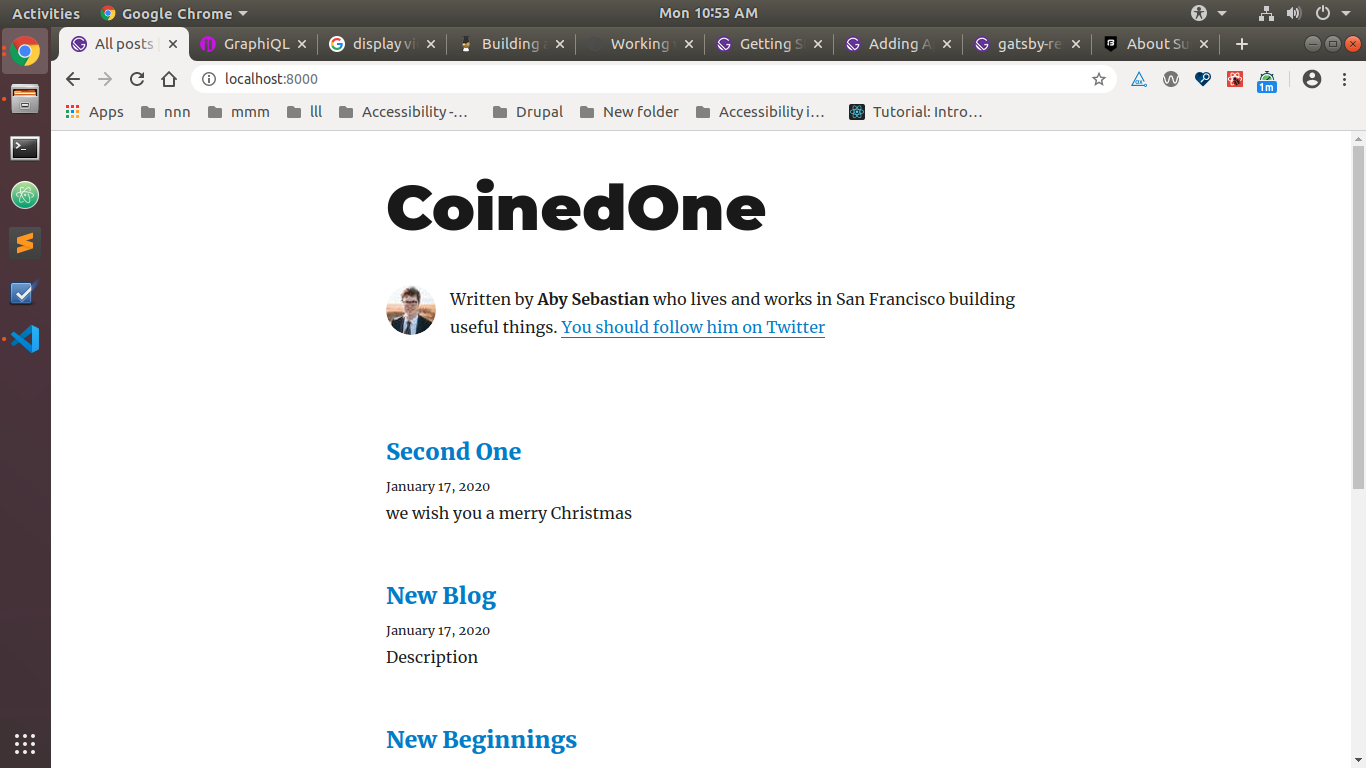 Activities Google Chrome Mon 10:53 AM
All posts GraphiQL display vi Building a Working Getting S Adding A gatsby-re About Su
localhost:8000
1m
Apps nnn mmm lll Accessibility -... Drupal New folder Accessibility i... Tutorial: Intro...
CoinedOne
Written by Aby Sebastian who lives and works in San Francisco building
useful things. You should follow him on Twitter
Second One
January 17, 2020
we wish you a merry Christmas
New Blog
January 17, 2020
Description
New Beginnings